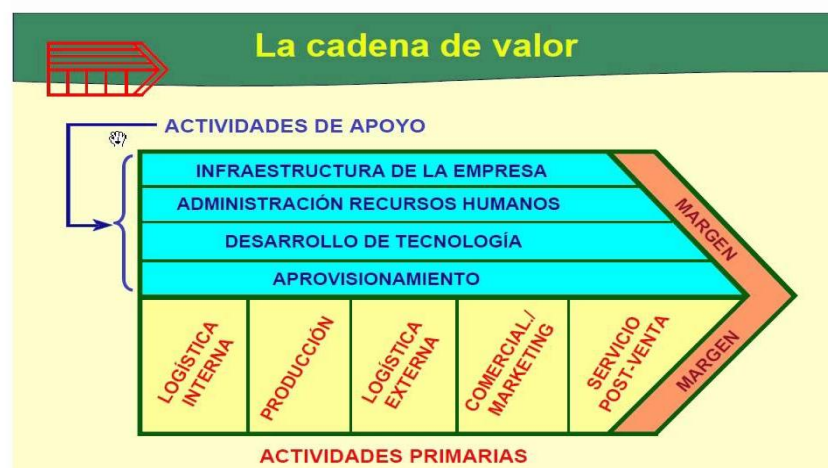 La cadena de valor
ACTIVIDADES DE APOYO
INFRAESTRUCTURA DE LA EMPRESA
ADMINISTRACIÓN RECURSOS HUMANOS
DESARROLLO DE TECNOLOGÍA
APROVISIONAMIENTO
MARGEN
LOGÍSTICA
INTERNA
PRODUCCIÓN
LOGÍSTICA
EXTERNA
COMERCIAL./
MARKETING
SERVICIO
POST-VENTA
MARGEN
ACTIVIDADES PRIMARIAS